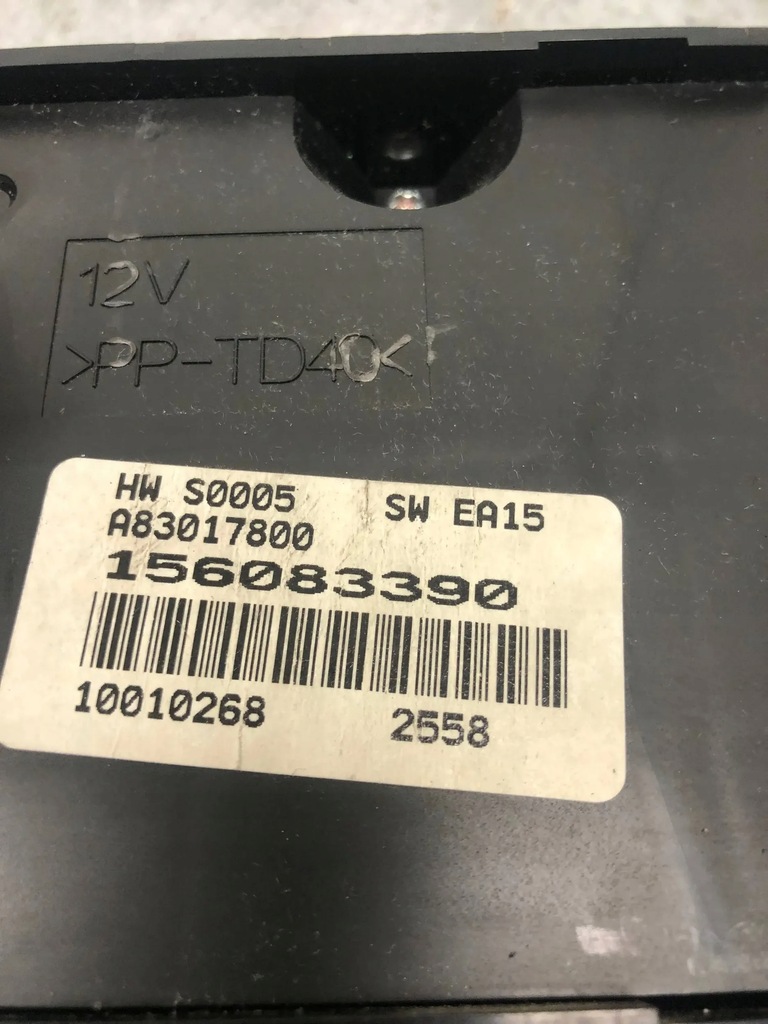 12V
>PP-TD40<
HW S0005 SW EA15
A83017800
156083390
10010268 2558